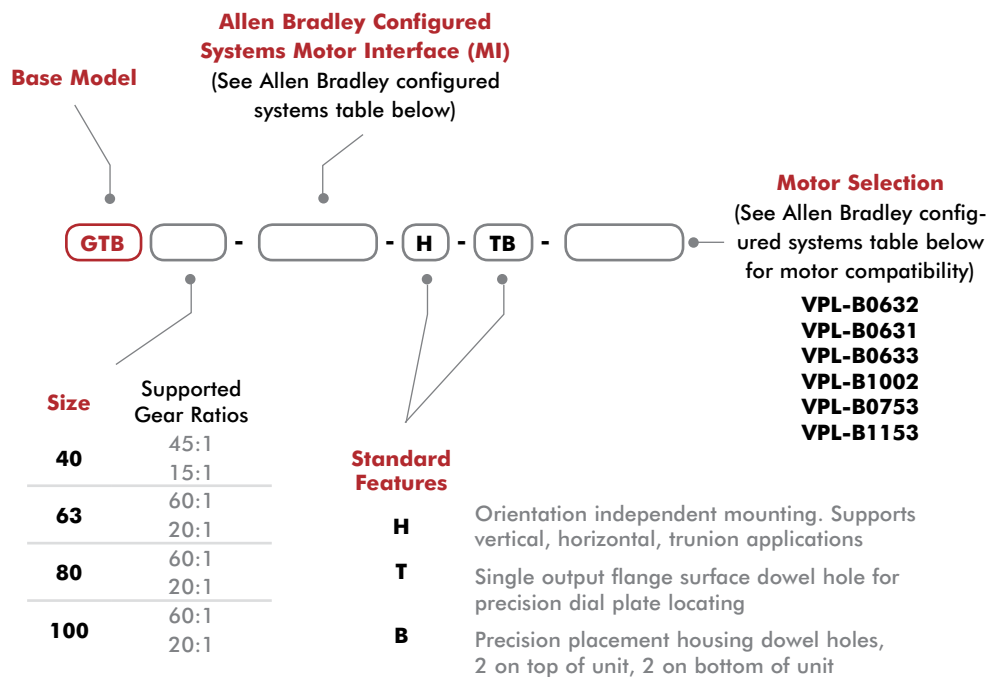 Allen Bradley Configured
Systems Motor Interface (MI)
(See Allen Bradley configured
systems table below)
Base Model
Motor Selection
(See Allen Bradley config-
ured systems table below
for motor compatibility)
VPL-B0632
VPL-B0631
VPL-B0633
VPL-B1002
VPL-B0753
VPL-B1153
GTB - - H - TB -
Size Supported
Gear Ratios
40 45:1
15:1
63 60:1
20:1
80 60:1
20:1
100 60:1
20:1
Standard
Features
H Orientation independent mounting. Supports
vertical, horizontal, trunion applications
T Single output flange surface dowel hole for
precision dial plate locating
B Precision placement housing dowel holes,
2 on top of unit, 2 on bottom of unit